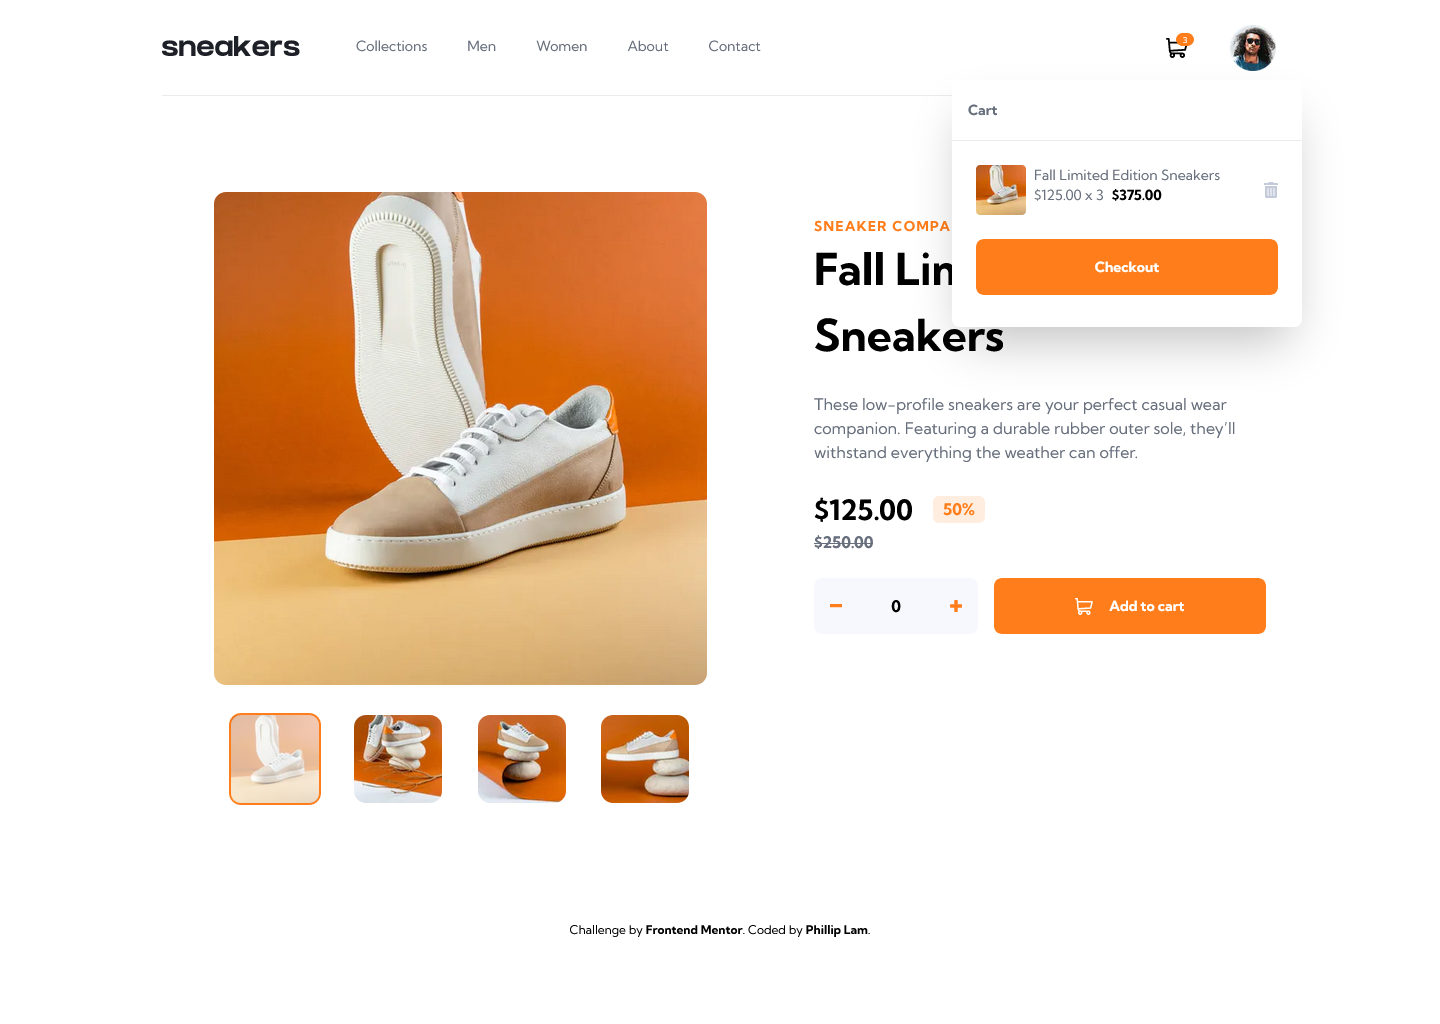 sneakers
Collections
Men
Women
About
Contact
3
Cart
Fall Limited Edition Sneakers
$125.00 x 3 $375.00
Checkout
SNEAKER COMPA
Fall Lim
Sneakers
These low-profile sneakers are your perfect casual wear
companion. Featuring a durable rubber outer sole, they'll
withstand everything the weather can offer.
$125.00 50%
$250.00
0
Add to cart
Challenge by Frontend Mentor. Coded by Phillip Lam.